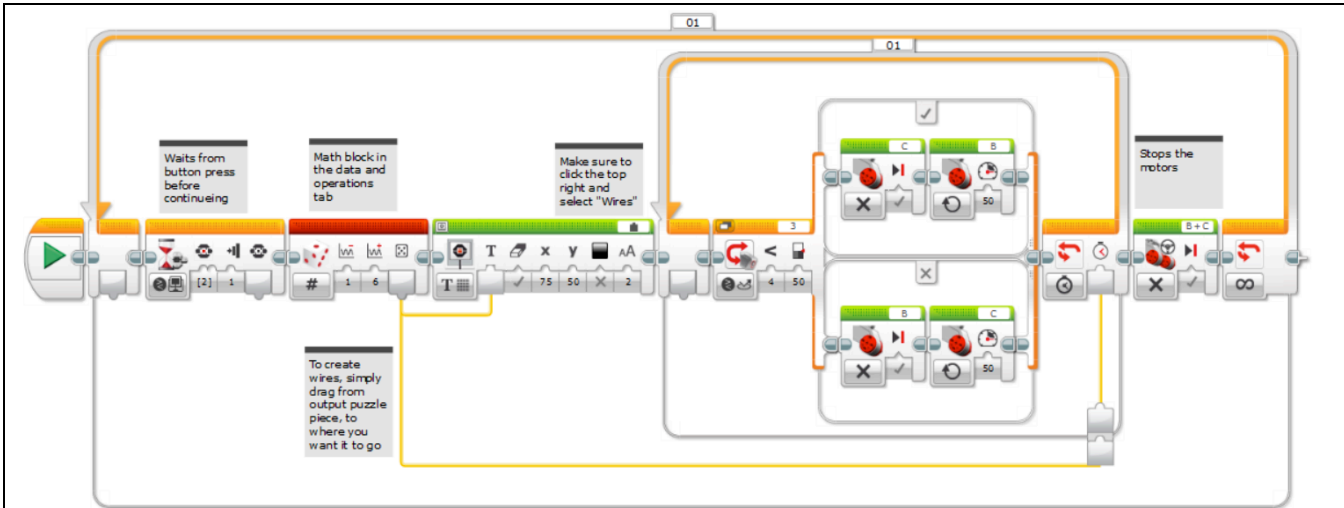 01
01
Waits from
button press
before
continueing
Math block in
the data and
operations
tab
Make sure to
click the top
right and
select "Wires"
Stops the
motors
C
B
3
B+C
T
x
y
AA
<
[2]
1
#
1
6
T
75
50
2
4
50
50
B
C
50
To create
wires, simply
drag from
output puzzle
piece, to
where you
want it to go